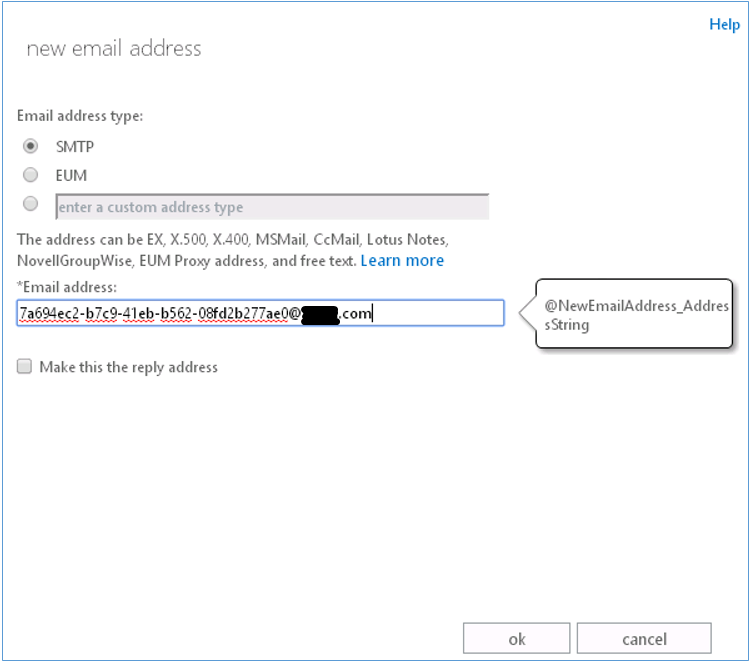 Help
new email address
Email address type:
SMTP
EUM
enter a custom address type
The address can be EX, X.500, X.400, MSMail, CcMail, Lotus Notes,
NovellGroupWise, EUM Proxy address, and free text. Learn more
*Email address:
7a694ec2-b7c9-41eb-b562-08fd2b277ae0@ .com
@NewEmailAddress_Addres
sString
Make this the reply address
ok
cancel